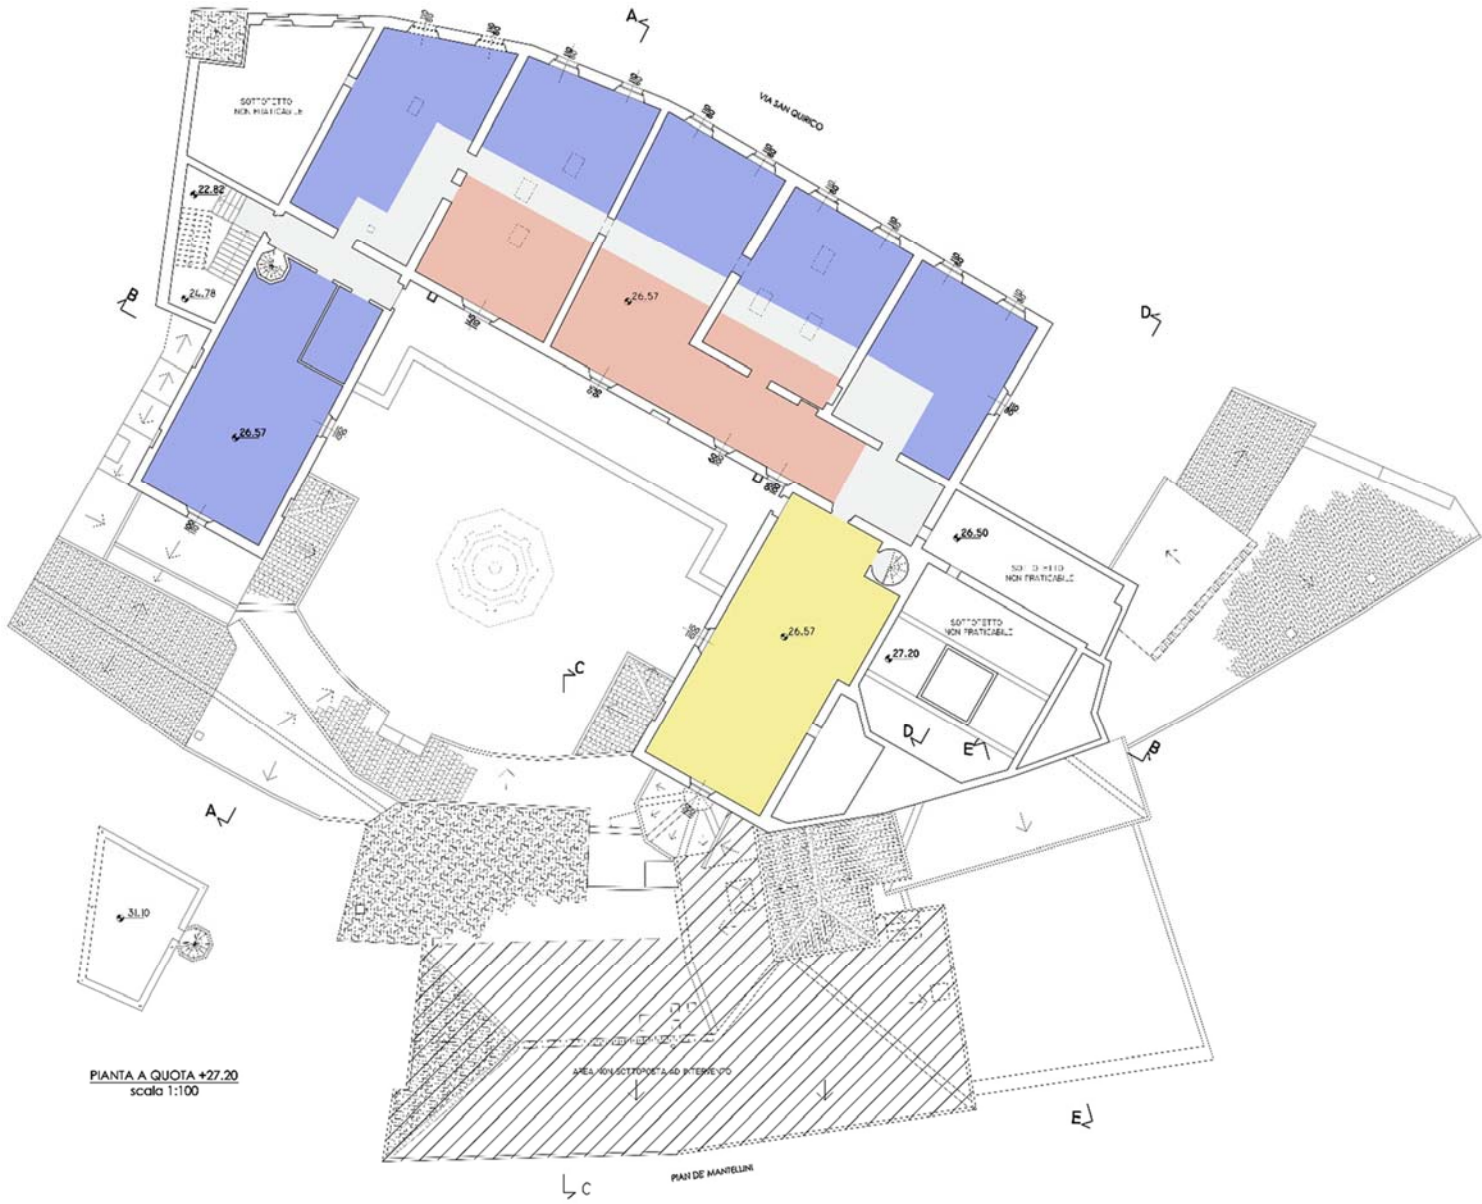 A
VIA SAN QUIRICO
SOTTOTETTO
NON PRATICABILE
22.82
24.78
B
26.57
D
26.57
26.50
SOTTOTETTO
NON PRATICABILE
SOTTOTETTO
NON PRATICABILE
26.57
27.20
C
D
E
B
A
31.10
PIANTA A QUOTA +27.20
scala 1:100
AREA NON SOTTOPOSTA AD INTERVENTO
E
PIAN DE' MANTELLINI
C